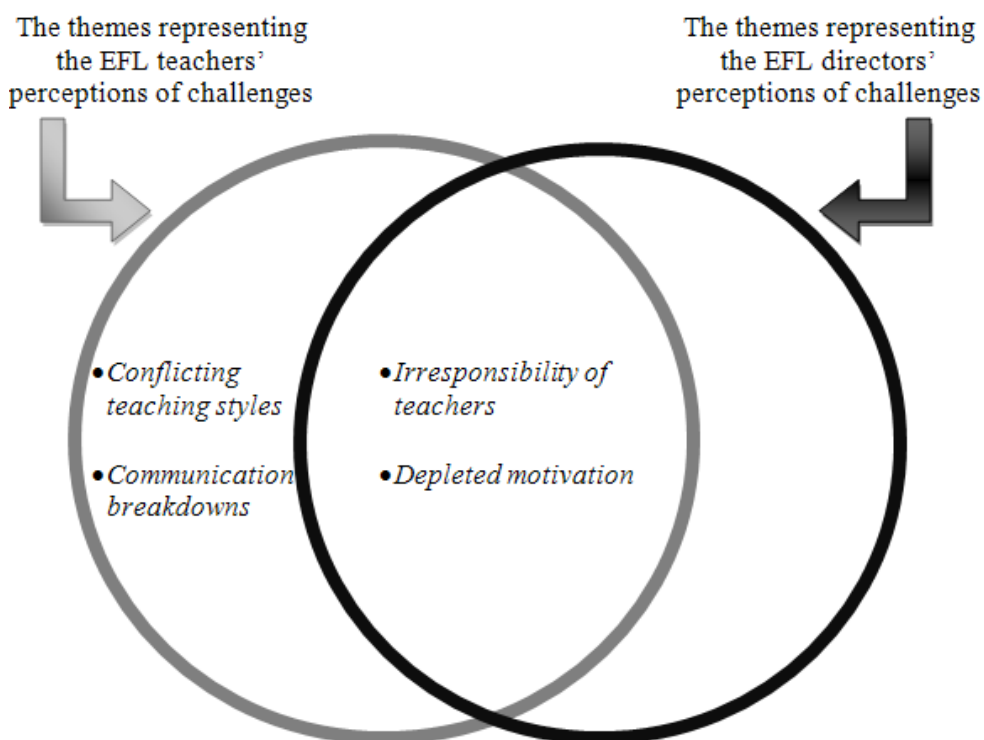 The themes representing
the EFL teachers’
perceptions of challenges
The themes representing
the EFL directors’
perceptions of challenges
•Conflicting
teaching styles
•Communication
breakdowns
•Irresponsibility of
teachers
•Depleted motivation